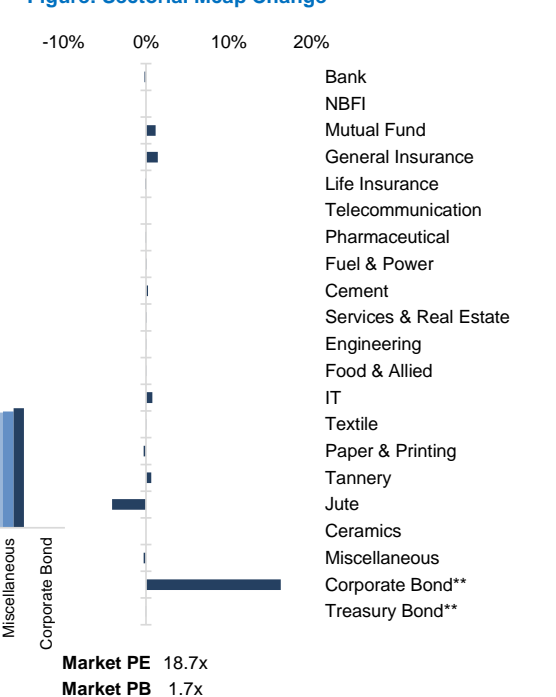 Figure: Sectorial Mcap Change
-10% 0% 10% 20%
Bank
NBFI
Mutual Fund
General Insurance
Life Insurance
Telecommunication
Pharmaceutical
Fuel & Power
Cement
Services & Real Estate
Engineering
Food & Allied
IT
Textile
Paper & Printing
Tannery
Jute
Ceramics
Miscellaneous
Corporate Bond**
Treasury Bond**
Miscellaneous
Corporate Bond
Market PE 18.7x
Market PB 1.7x